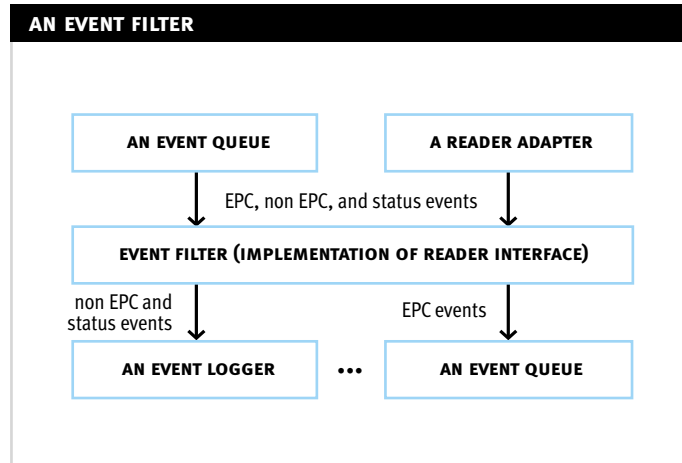 AN EVENT FILTER
AN EVENT QUEUE
A READER ADAPTER
EPC, non EPC, and status events
EVENT FILTER (IMPLEMENTATION OF READER INTERFACE)
non EPC and
status events
EPC events
AN EVENT LOGGER
•••
AN EVENT QUEUE